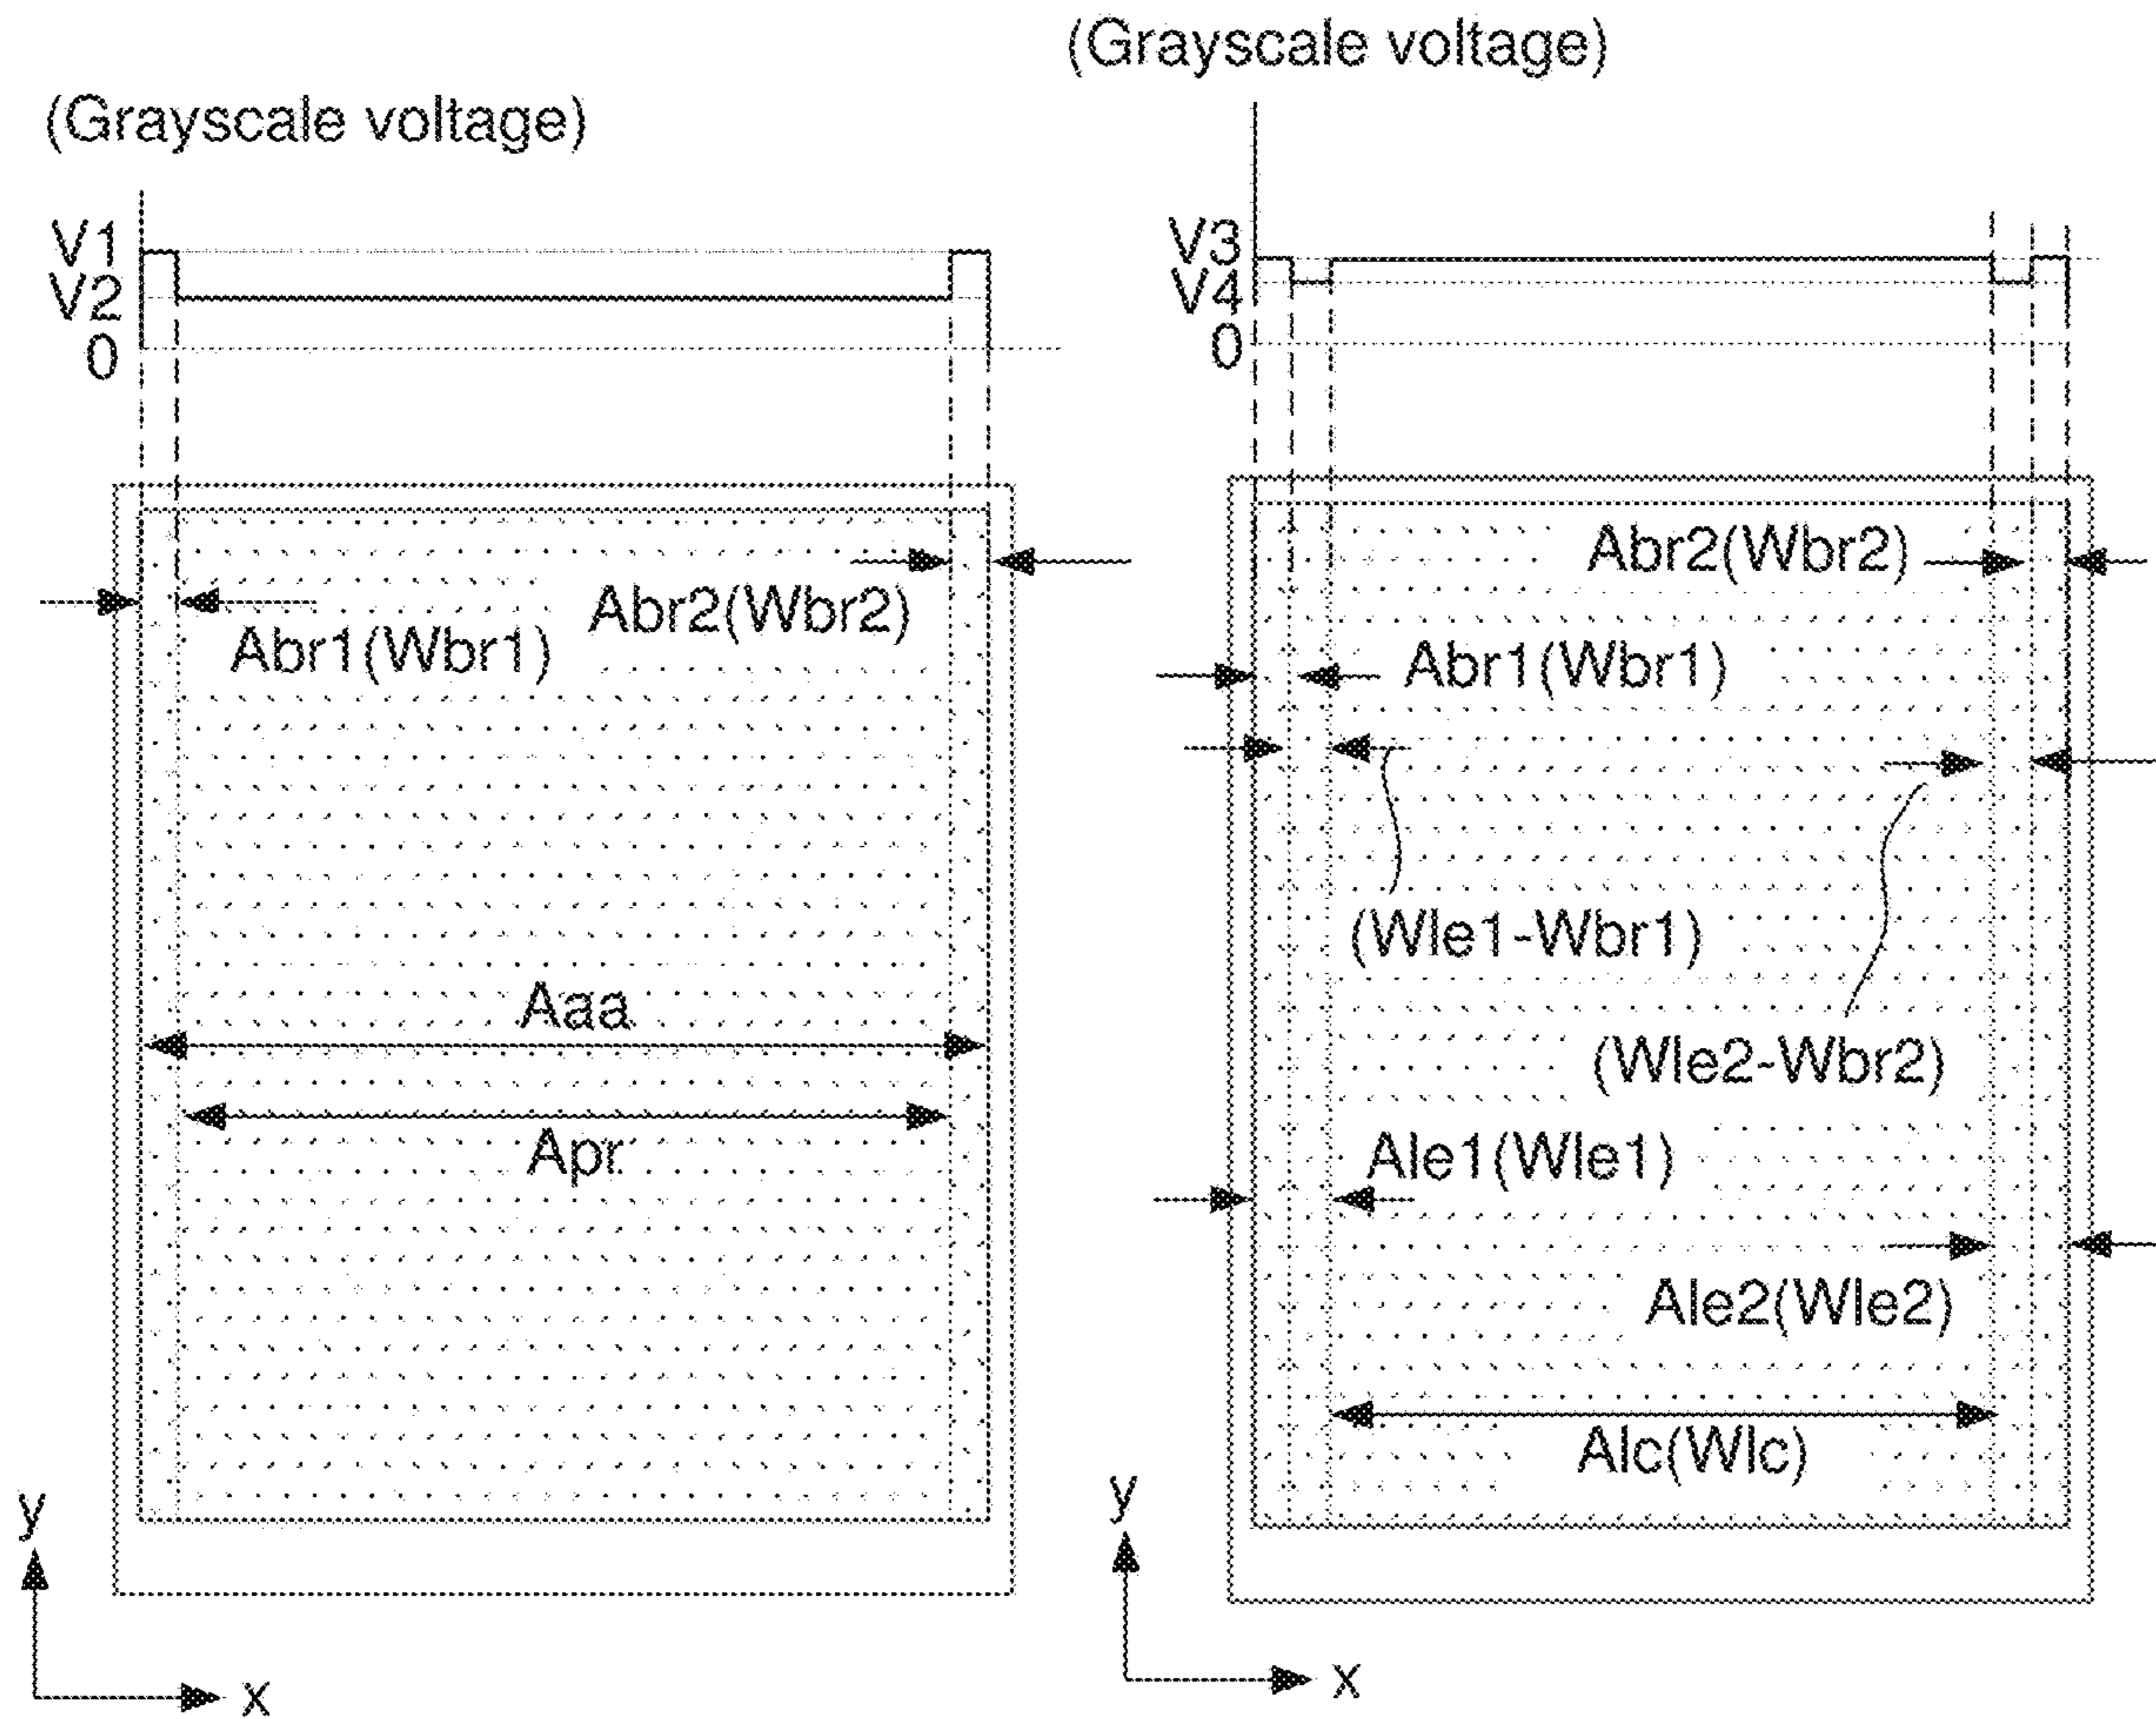 (Grayscale voltage)
V1
V2
0
Abr1(Wbr1)
Abr2(Wbr2)
Aaa
Apr
y
x
(Grayscale voltage)
V3
V4
0
Abr2(Wbr2)
Abr1(Wbr1)
(Wle1-Wbr1)
(Wle2-Wbr2)
Ale1(Wle1)
Ale2(Wle2)
Alc(Wlc)
y
x